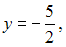 y = -5/2,